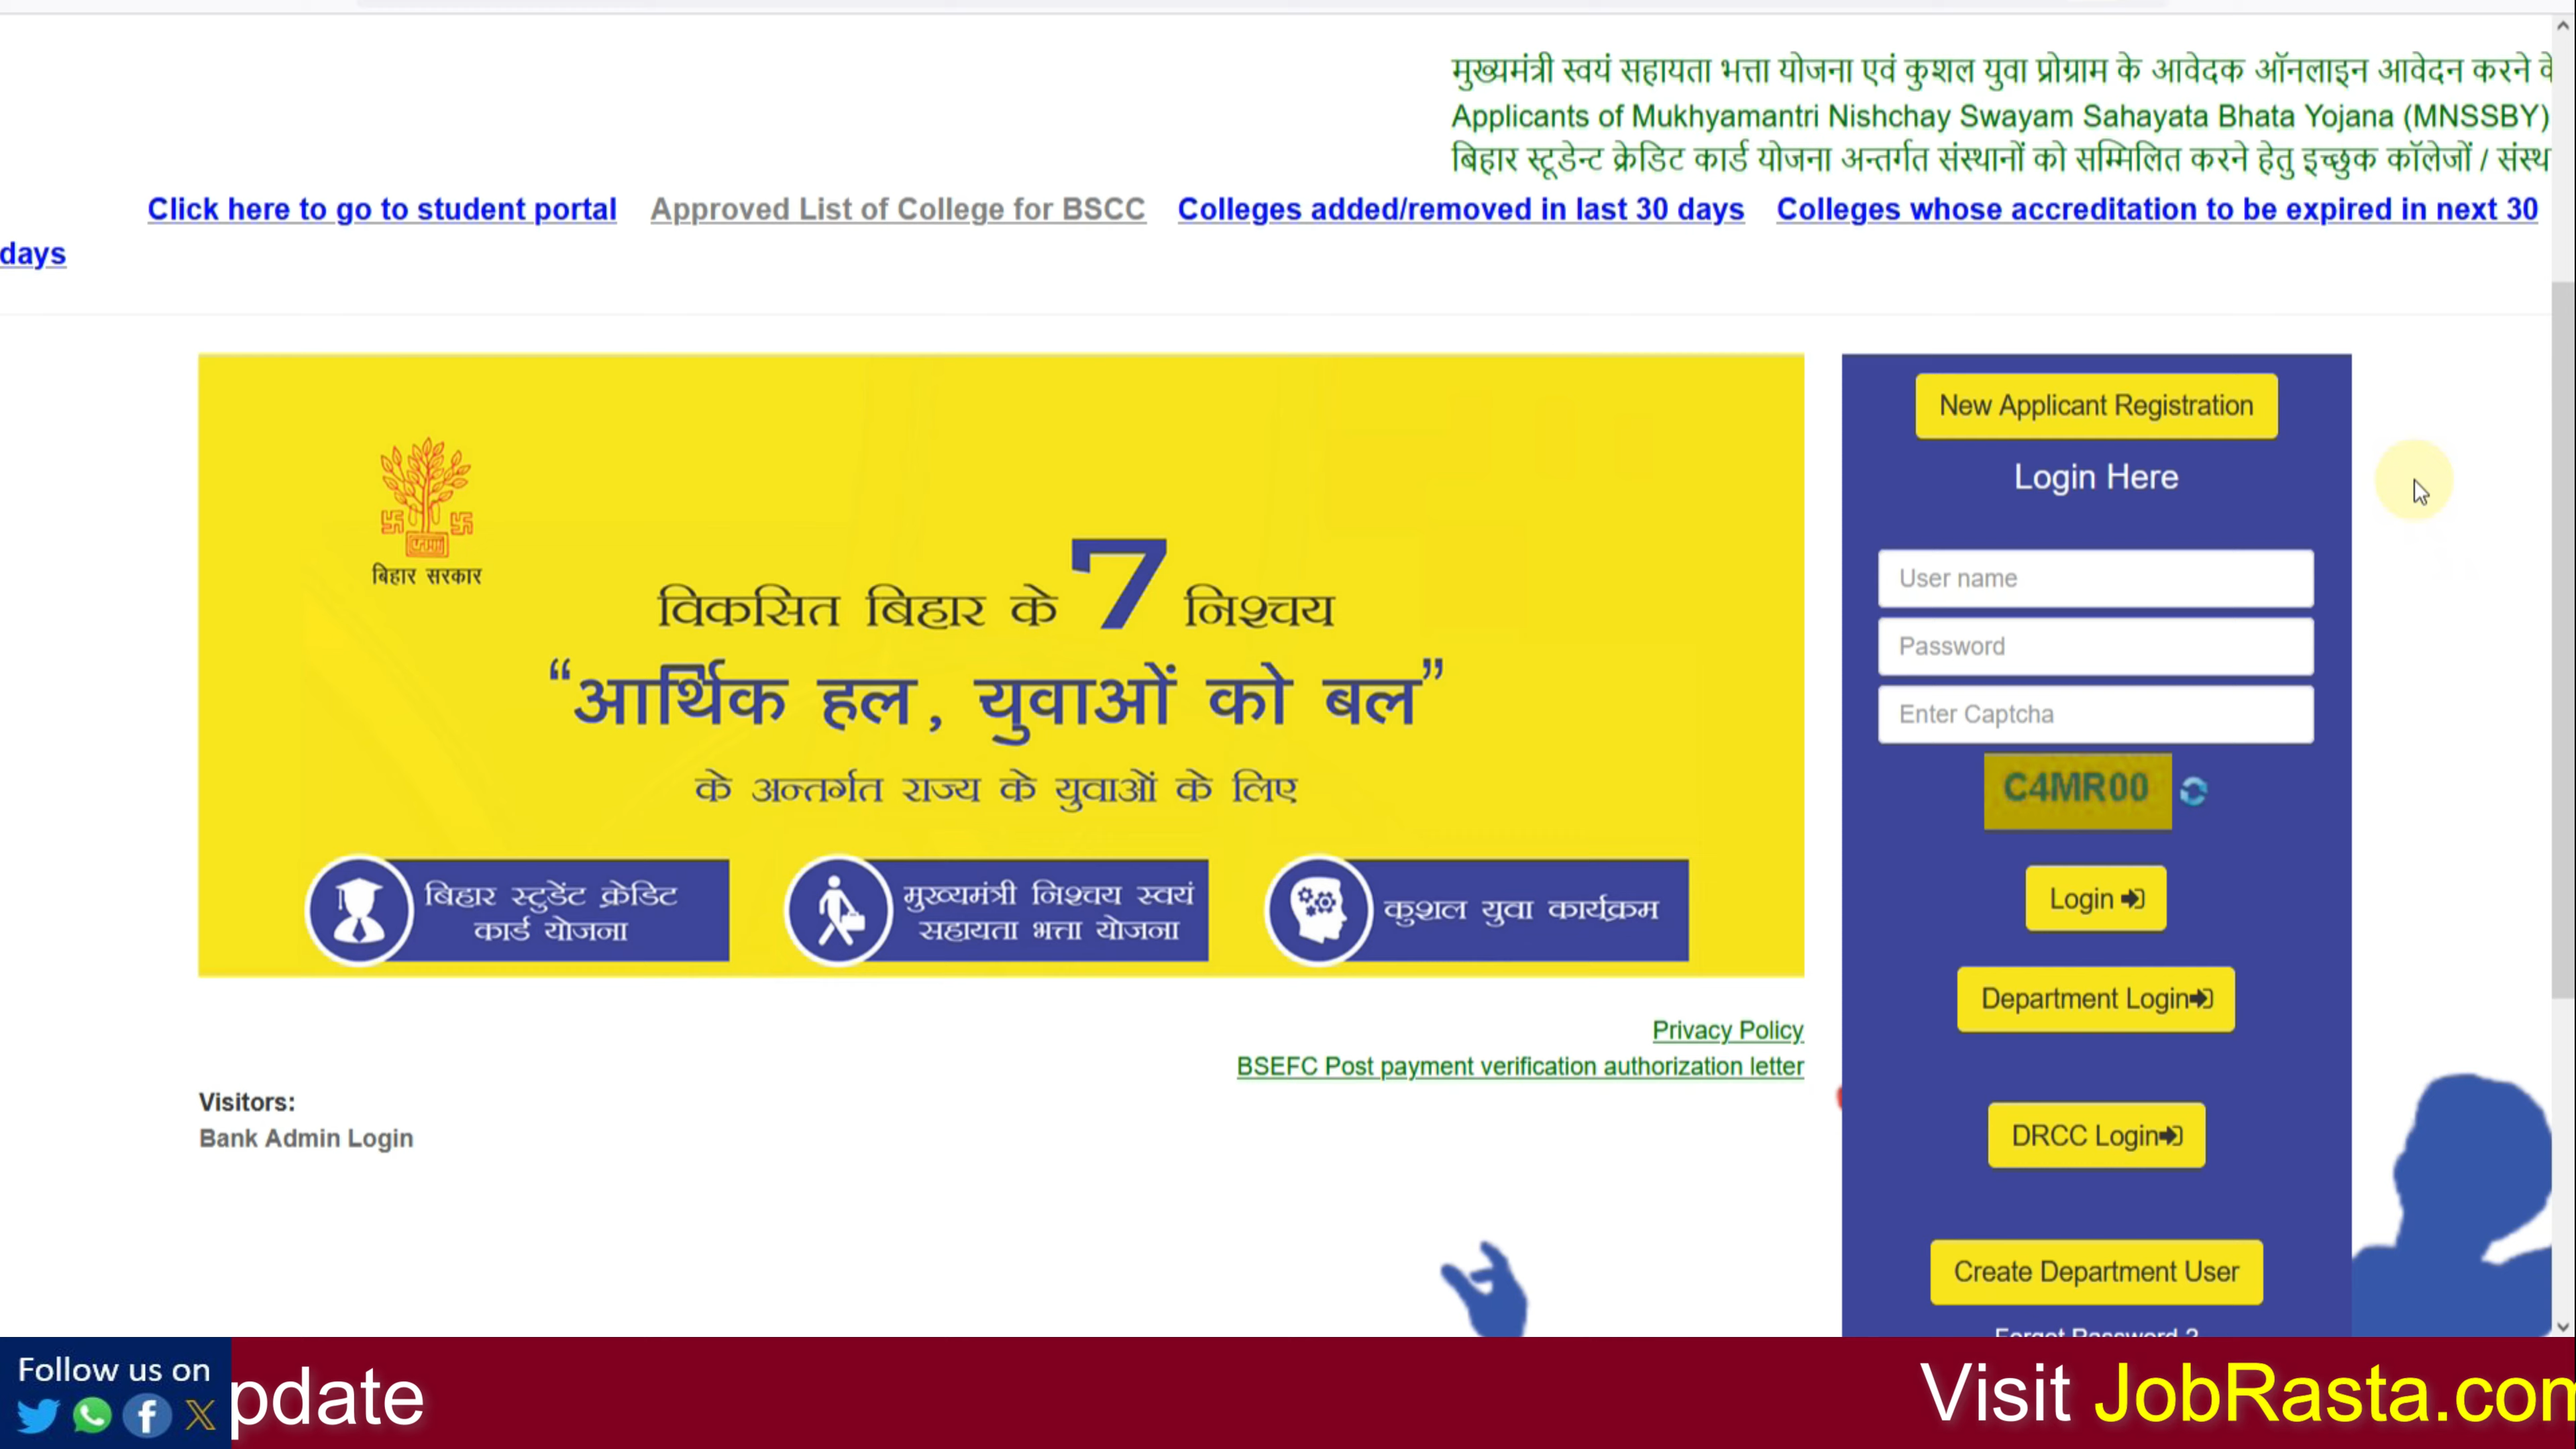 मुख्यमंत्री स्वयं सहायता भत्ता योजना एवं कुशल युवा प्रोग्राम के आवेदक ऑनलाइन आवेदन करने
Applicants of Mukhyamantri Nishchay Swayam Sahayata Bhata Yojana (MNSSBY)
बिहार स्टूडेन्ट क्रेडिट कार्ड योजना अन्तर्गत संस्थानों को सम्मिलित करने हेतु इच्छुक कॉलेजों /
Click here to go to student portal Approved List of College for BSCC Colleges added/removed in last 30 days Colleges whose accreditation to be expired in next 30
days
New Applicant Registration
Login Here
User name
Password
Enter Captcha
C4MR00
Login
Department Login
DRCC Login
Create Department User
Forgot Password ?
बिहार सरकार
विकसित बिहार के 7 निश्चय
“आर्थिक हल, युवाओं को बल”
के अन्तर्गत राज्य के युवाओं के लिए
बिहार स्टुडेंट क्रेडिट
कार्ड योजना
मुख्यमंत्री निश्चय स्वयं
सहायता भत्ता योजना
कुशल युवा कार्यक्रम
Privacy Policy
BSEFC Post payment verification authorization letter
Visitors:
Bank Admin Login
Follow us on
pdate
Visit JobRasta.com